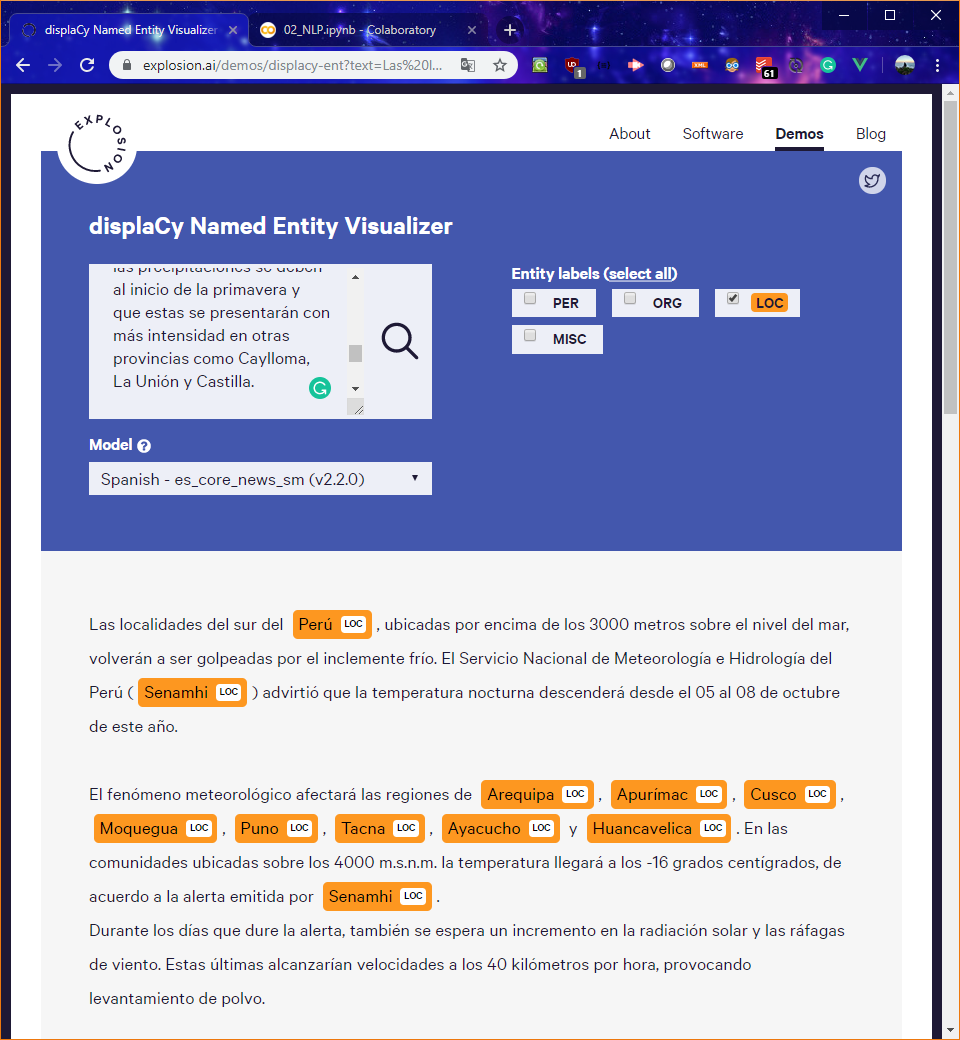 displaCy Named Entity Visualizer
02_NLP.ipynb - Colaboratory
explosion.ai/demos/displacy-ent?text=Las%20l...
1
61
EXPLOSION
About Software Demos Blog
displaCy Named Entity Visualizer
las precipitaciones se deben
al inicio de la primavera y
que estas se presentarán con
más intensidad en otras
provincias como Caylloma,
La Unión y Castilla.
Entity labels (select all)
PER ORG LOC
MISC
Model ?
Spanish - es_core_news_sm (v2.2.0)
Las localidades del sur del Perú LOC , ubicadas por encima de los 3000 metros sobre el nivel del mar,
volverán a ser golpeadas por el inclemente frío. El Servicio Nacional de Meteorología e Hidrología del
Perú ( Senamhi LOC ) advirtió que la temperatura nocturna descenderá desde el 05 al 08 de octubre
de este año.
El fenómeno meteorológico afectará las regiones de Arequipa LOC , Apurímac LOC , Cusco LOC ,
Moquegua LOC , Puno LOC , Tacna LOC , Ayacucho LOC y Huancavelica LOC . En las
comunidades ubicadas sobre los 4000 m.s.n.m. la temperatura llegará a los -16 grados centígrados, de
acuerdo a la alerta emitida por Senamhi LOC .
Durante los días que dure la alerta, también se espera un incremento en la radiación solar y las ráfagas
de viento. Estas últimas alcanzarían velocidades a los 40 kilómetros por hora, provocando
levantamiento de polvo.